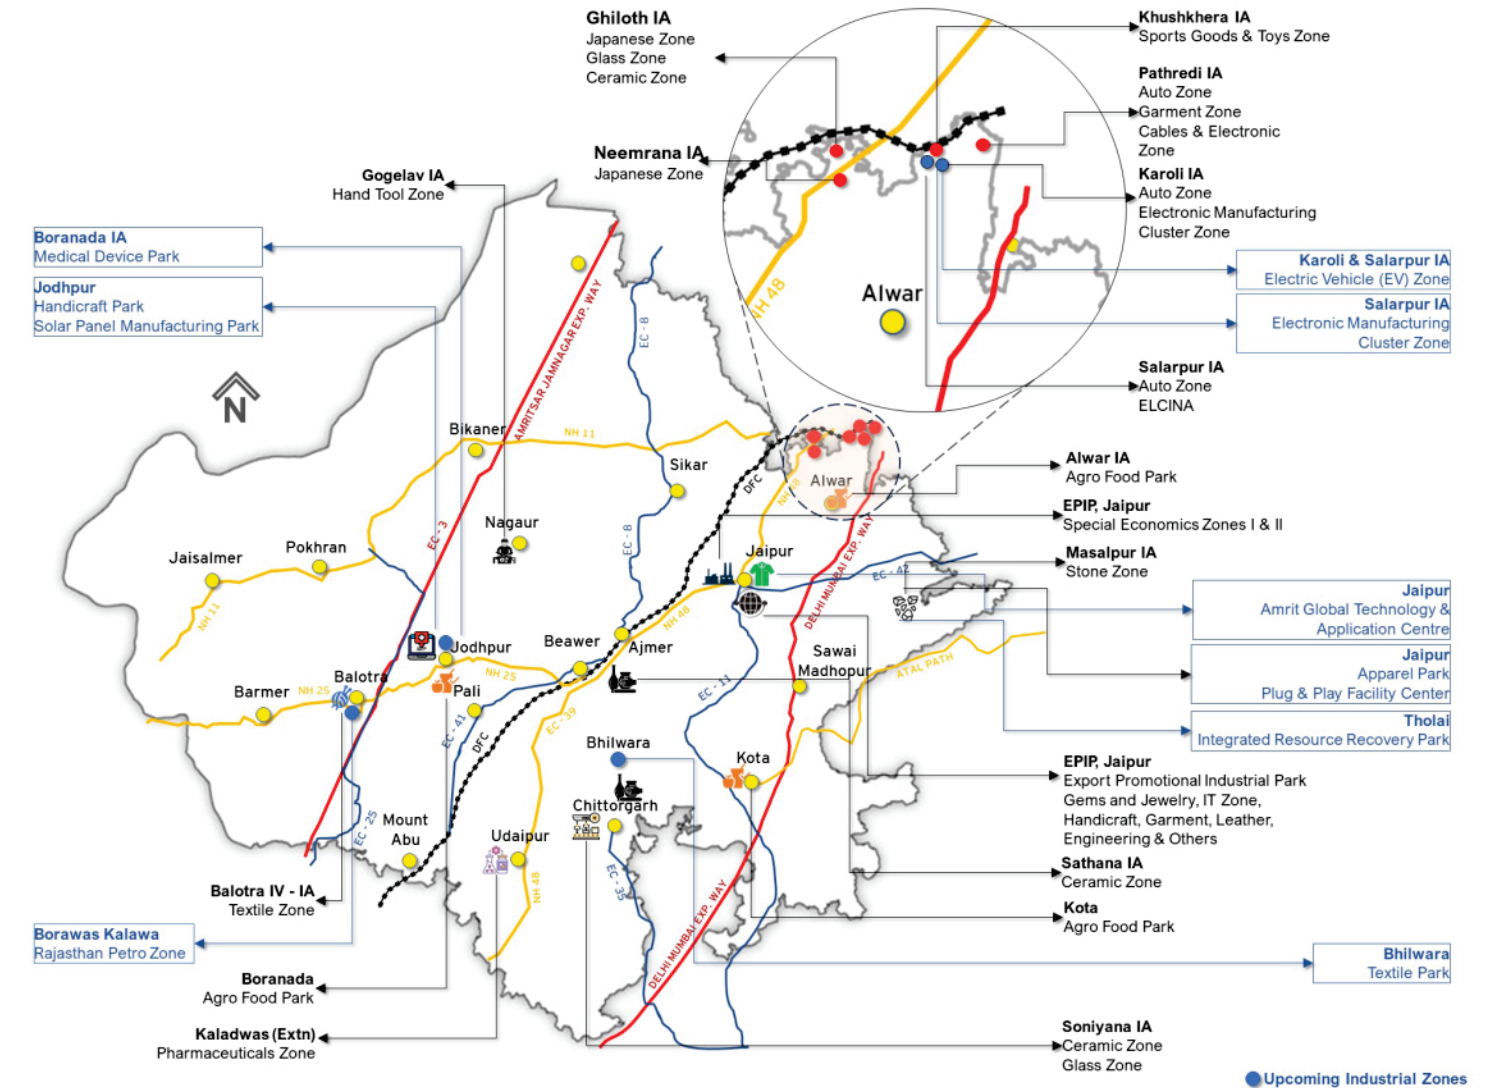 Ghiloth IA
Japanese Zone
Glass Zone
Ceramic Zone
Neemrana IA
Japanese Zone
Khushkhera IA
Sports Goods & Toys Zone
Pathredi IA
Auto Zone
Garment Zone
Cables & Electronic
Zone
Karoli IA
Auto Zone
Electronic Manufacturing
Cluster Zone
Karoli & Salarpur IA
Electric Vehicle (EV) Zone
Salarpur IA
Electronic Manufacturing
Cluster Zone
Salarpur IA
Auto Zone
ELCINA
NH 48
Alwar
Gogelav IA
Hand Tool Zone
Boranada IA
Medical Device Park
Jodhpur
Handicraft Park
Solar Panel Manufacturing Park
N
AMRITSAR JAMNAGAR EXP. WAY
EC - 8
Bikaner
NH 11
Sikar
DFC
NH 48
Alwar
Alwar IA
Agro Food Park
EPIP, Jaipur
Special Economics Zones I & II
Masalpur IA
Stone Zone
Nagaur
EC - 3
EC - 8
Jaisalmer
Pokhran
NH 11
Jaipur
DELHI MUMBAI EXP. WAY
EC - 42
Jaipur
Amrit Global Technology &
Application Centre
Jaipur
Apparel Park
Plug & Play Facility Center
Tholai
Integrated Resource Recovery Park
NH 48
Jodhpur
Beawer
Ajmer
Sawai
Madhopur
ATAL PATH
Barmer
NH 25
Balotra
Pali
NH 25
EC - 11
EC - 41
DFC
EC - 39
Bhilwara
Kota
EPIP, Jaipur
Export Promotional Industrial Park
Gems and Jewelry, IT Zone,
Handicraft, Garment, Leather,
Engineering & Others
Chittorgarh
Mount
Abu
Udaipur
EC - 25
NH 48
EC - 35
DELHI MUMBAI EXP. WAY
Sathana IA
Ceramic Zone
Kota
Agro Food Park
Balotra IV - IA
Textile Zone
Borawas Kalawa
Rajasthan Petro Zone
Boranada
Agro Food Park
Kaladwas (Extn)
Pharmaceuticals Zone
Bhilwara
Textile Park
Soniyana IA
Ceramic Zone
Glass Zone
Upcoming Industrial Zones